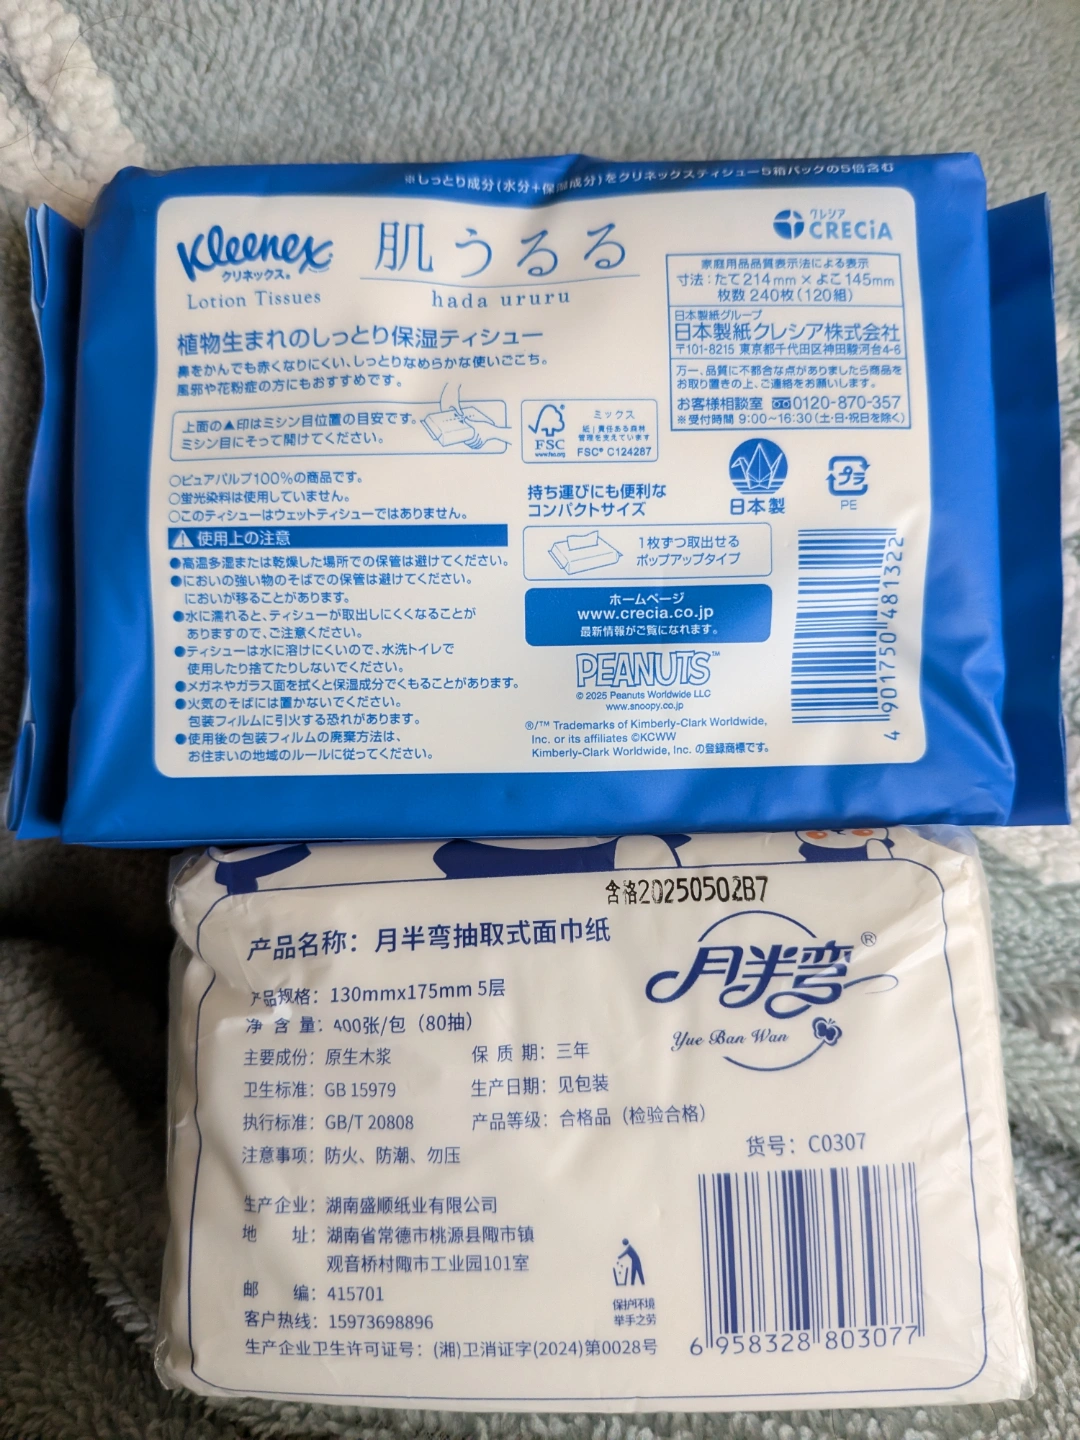 ※しっとり成分(水分+保湿成分)をクリネックスティシュー5箱パックの5倍含む
Kleenex
クリネックス®
Lotion Tissues
肌うるる
hada ururu
クレシア
CRECIA
植物生まれのしっとり保湿ティシュー
鼻をかんでも赤くなりにくい、しっとりなめらかな使いごこち。
風邪や花粉症の方にもおすすめです。
上面の▲印はミシン目位置の目安です。
ミシン目にそって開けてください。
FSC
www.fsc.org
ミックス
紙|責任ある森林
管理を支えています
FSC® C124287
○ピュアパルプ100%の商品です。
○蛍光染料は使用していません。
○このティシューはウェットティシューではありません。
使用上の注意
●高温多湿または乾燥した場所での保管は避けてください。
●においの強い物のそばでの保管は避けてください。
においが移ることがあります。
●水に濡れると、ティシューが取出しにくくなることが
ありますので、ご注意ください。
●ティシューは水に溶けにくいので、水洗トイレで
使用したり捨てたりしないでください。
●メガネやガラス面を拭くと保湿成分でくもることがあります。
●火気のそばには置かないでください。
包装フィルムに引火する恐れがあります。
●使用後の包装フィルムの廃棄方法は、
お住まいの地域のルールに従ってください。
持ち運びにも便利な
コンパクトサイズ
1枚ずつ取出せる
ポップアップタイプ
ホームページ
www.crecia.co.jp
最新情報がご覧になれます。
PEANUTS™
© 2025 Peanuts Worldwide LLC
www.snoopy.co.jp
®/™ Trademarks of Kimberly-Clark Worldwide,
Inc. or its affiliates ©KCWW
Kimberly-Clark Worldwide, Inc. の登録商標です。
家庭用品品質表示法による表示
寸法:たて214mm×よこ145mm
枚数 240枚(120組)
日本製紙グループ
日本製紙クレシア株式会社
〒101-8215 東京都千代田区神田駿河台4-6
万一、品質に不都合な点がありましたら商品を
お取り置きの上、ご連絡をお願いします。
お客様相談室 0120-870-357
※受付時間 9:00~16:30(土・日・祝日を除く)
日本製
プラ
PE
4 901750 481322
合格20250502B7
产品名称：月半弯抽取式面巾纸
产品规格：130mmx175mm 5层
净 含 量：400张/包（80抽）
主要成份：原生木浆
保 质 期：三年
卫生标准：GB 15979
生产日期：见包装
执行标准：GB/T 20808
产品等级：合格品（检验合格）
注意事项：防火、防潮、勿压
月半弯®
Yue Ban Wan
货号：C0307
生产企业：湖南盛顺纸业有限公司
地 址：湖南省常德市桃源县陬市镇
观音桥村陬市工业园101室
邮 编：415701
客户热线：15973698896
生产企业卫生许可证号：(湘)卫消证字(2024)第0028号
保护环境
举手之劳
6 958328 803077